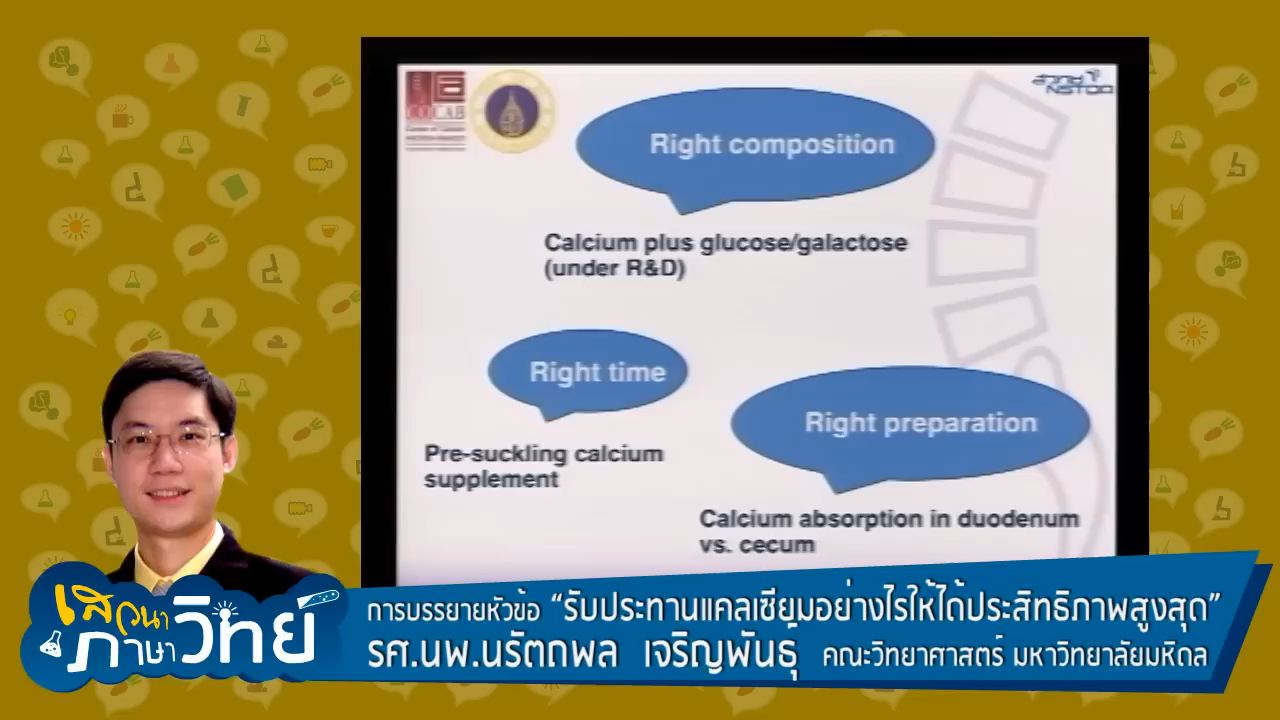 COCAB
สวทช
NSTDA
Right composition
Calcium plus glucose/galactose
(under R&D)
Right time
Pre-suckling calcium
supplement
Right preparation
Calcium absorption in duodenum
vs. cecum
เสวนา
ภาษาวิทย์
การบรรยายหัวข้อ “รับประทานแคลเซียมอย่างไรให้ได้ประสิทธิภาพสูงสุด”
รศ.นพ.นรัตถพล เจริญพันธุ์ คณะวิทยาศาสตร์ มหาวิทยาลัยมหิดล